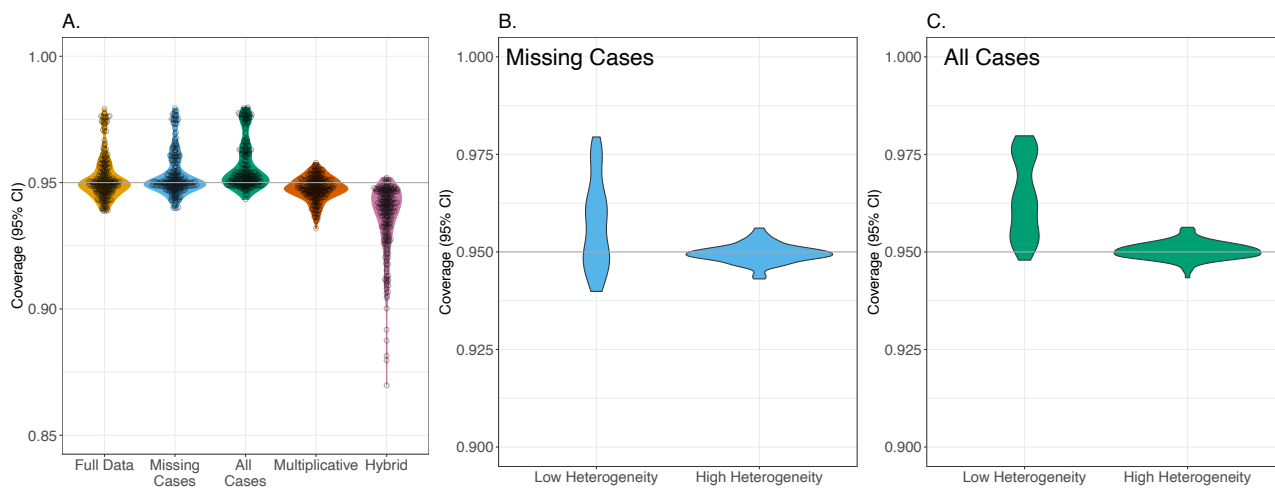 A.
Coverage (95% CI)
1.00
0.95
0.90
0.85
Full Data
Missing
Cases
All
Cases
Multiplicative
Hybrid
B.
Missing Cases
Coverage (95% CI)
1.000
0.975
0.950
0.925
0.900
Low Heterogeneity
High Heterogeneity
C.
All Cases
Coverage (95% CI)
1.000
0.975
0.950
0.925
0.900
Low Heterogeneity
High Heterogeneity